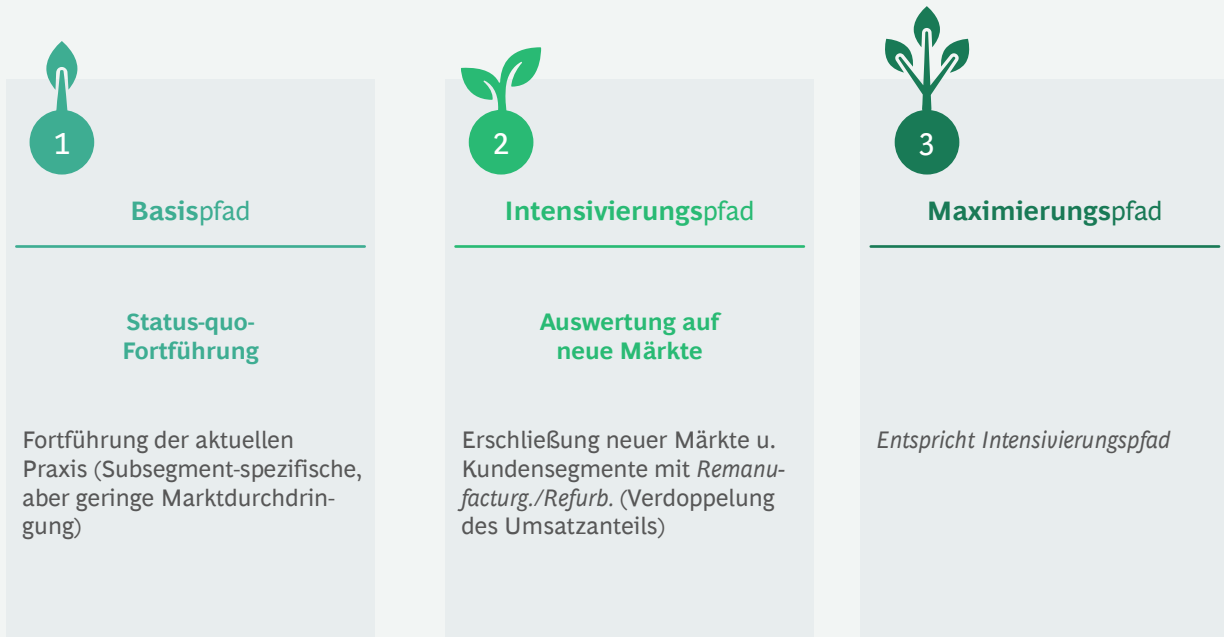 1
Basispfad
Status-quo-
Fortführung
Fortführung der aktuellen
Praxis (Subsegment-spezifische,
aber geringe Marktdurchdrin-
gung)
2
Intensivierungspfad
Auswertung auf
neue Märkte
Erschließung neuer Märkte u.
Kundensegmente mit Remanu-
facturg./Refurb. (Verdoppelung
des Umsatzanteils)
3
Maximierungspfad
Entspricht Intensivierungspfad